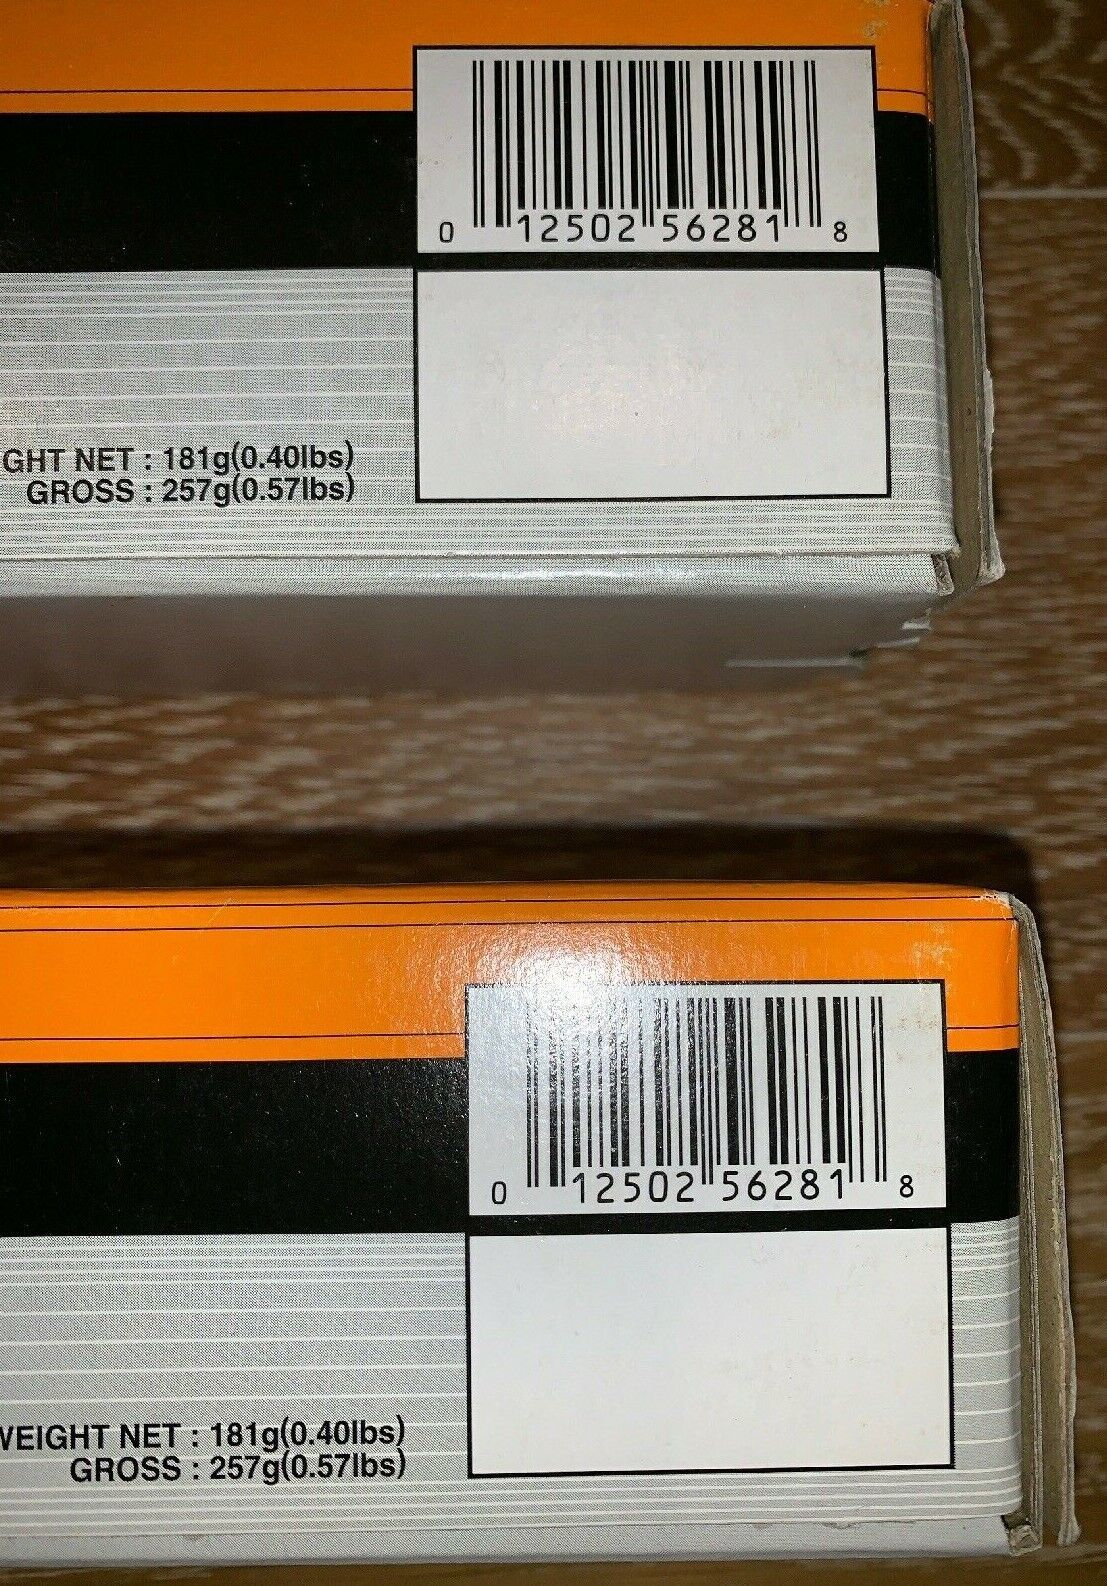 0 12502 56281 8
GHT NET : 181g(0.40lbs)
GROSS : 257g(0.57lbs)
0 12502 56281 8
WEIGHT NET : 181g(0.40lbs)
GROSS : 257g(0.57lbs)